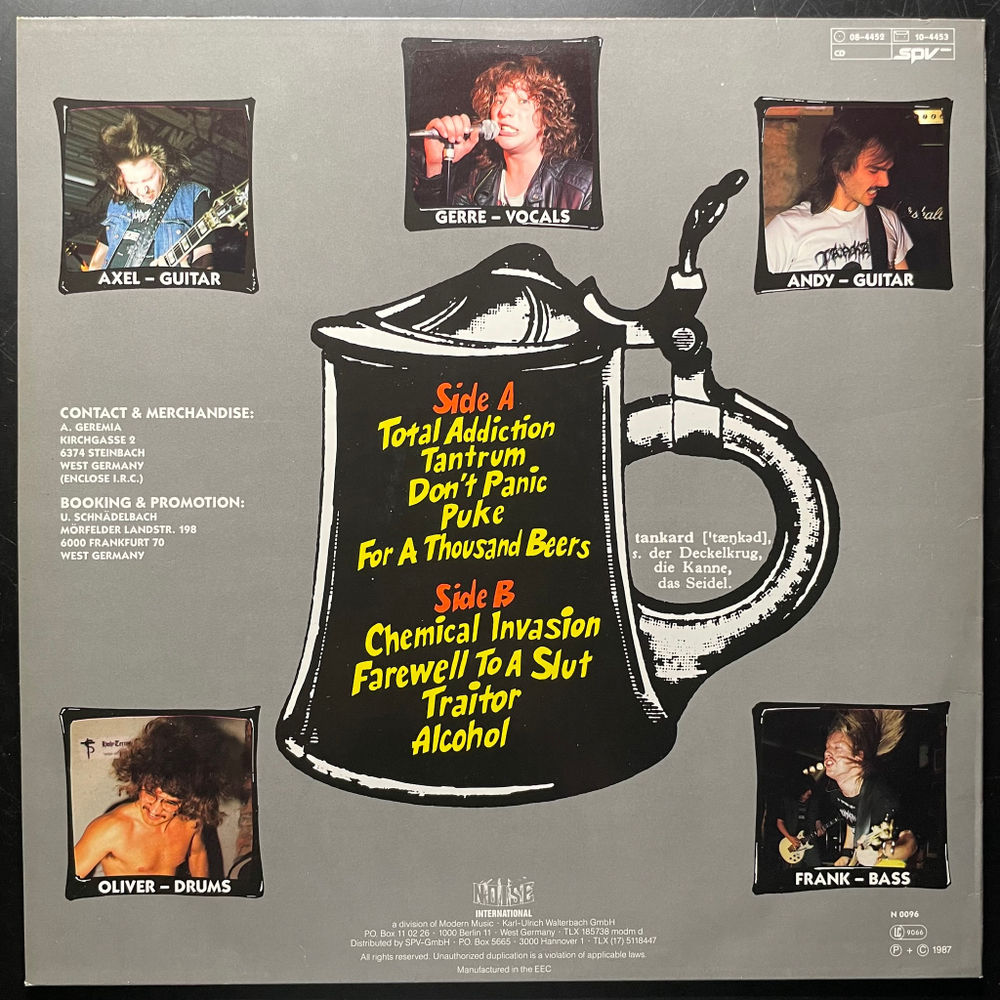 08-4452 10-4453
CD SPV
GERRE – VOCALS
AXEL – GUITAR
ANDY – GUITAR
Side A
Total Addiction
Tantrum
Don't Panic
Puke
For A Thousand Beers
Side B
Chemical Invasion
Farewell To A Slut
Traitor
Alcohol
CONTACT & MERCHANDISE:
A. GEREMIA
KIRCHGASSE 2
6374 STEINBACH
WEST GERMANY
(ENCLOSE I.R.C.)
BOOKING & PROMOTION:
U. SCHNÄDELBACH
MÖRFELDER LANDSTR. 198
6000 FRANKFURT 70
WEST GERMANY
tankard ['tæŋkəd],
s. der Deckelkrug,
die Kanne,
das Seidel.
OLIVER – DRUMS
FRANK – BASS
NOISE
INTERNATIONAL
a division of Modern Music · Karl-Ulrich Walterbach GmbH
P.O. Box 11 02 26 · 1000 Berlin 11 · West Germany · TLX 185738 modm d
Distributed by SPV-GmbH · P.O. Box 5665 · 3000 Hannover 1 · TLX (17) 5118447
All rights reserved. Unauthorized duplication is a violation of applicable laws.
Manufactured in the EEC
N 0096
LC 9066
Ⓟ + © 1987